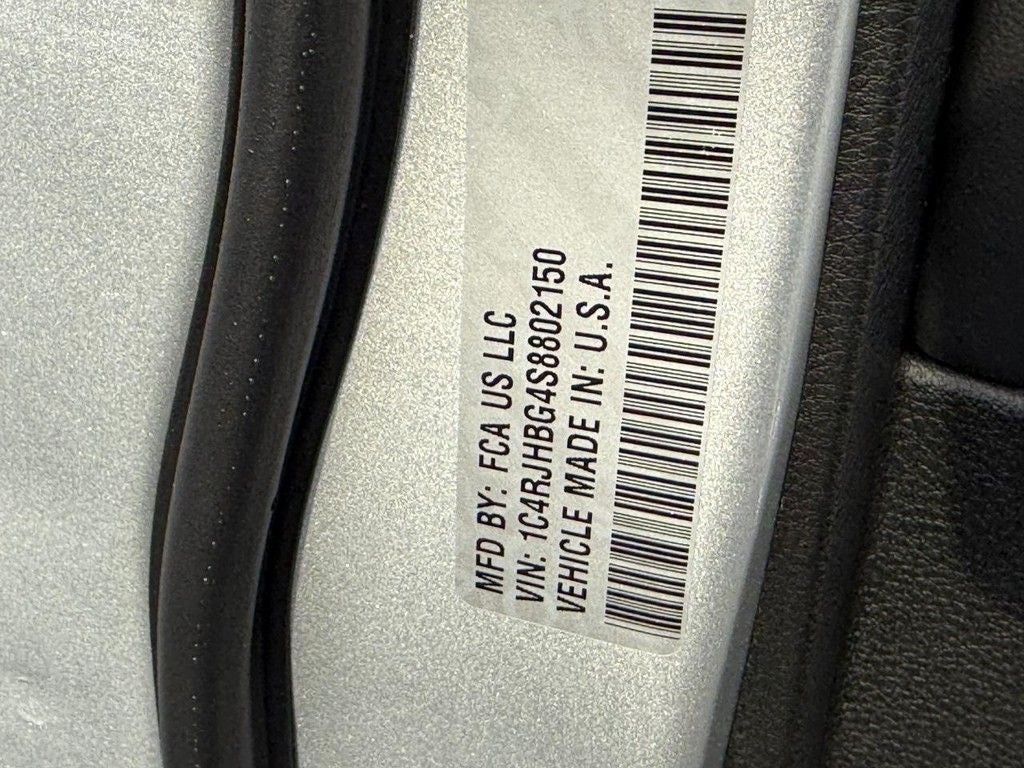 MFD BY: FCA US LLC
VIN: 1C4RJHBG4S8802150
VEHICLE MADE IN: U.S.A.